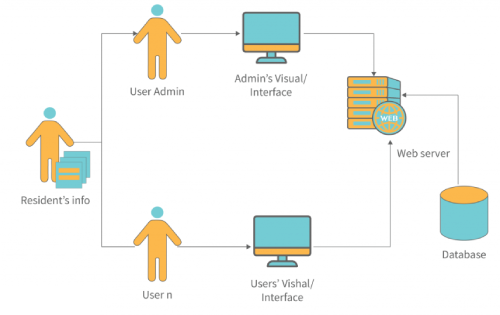 User Admin
Admin's Visual/
Interface
WEB
Web server
Resident's info
Database
User n
Users' Vishal/
Interface